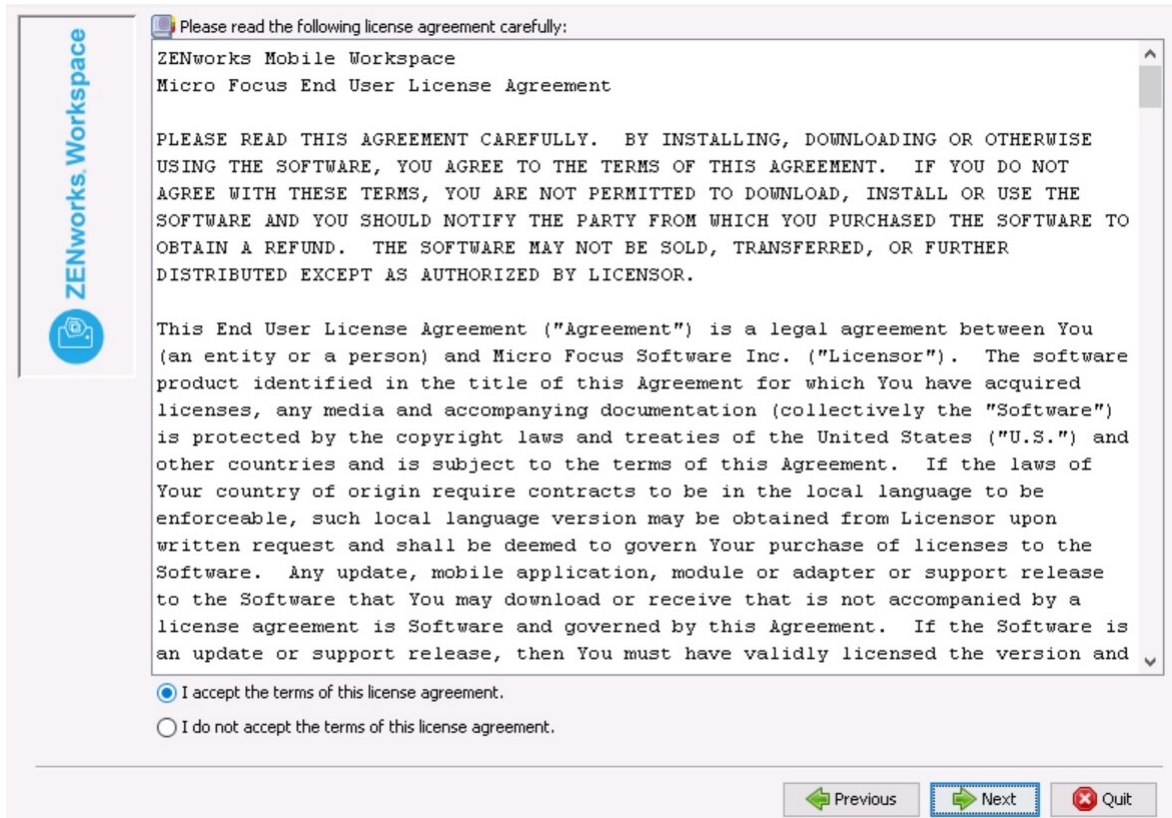 ZENworks Workspace
Please read the following license agreement carefully:
ZENworks Mobile Workspace
Micro Focus End User License Agreement
PLEASE READ THIS AGREEMENT CAREFULLY.  BY INSTALLING, DOWNLOADING OR OTHERWISE
USING THE SOFTWARE, YOU AGREE TO THE TERMS OF THIS AGREEMENT.  IF YOU DO NOT
AGREE WITH THESE TERMS, YOU ARE NOT PERMITTED TO DOWNLOAD, INSTALL OR USE THE
SOFTWARE AND YOU SHOULD NOTIFY THE PARTY FROM WHICH YOU PURCHASED THE SOFTWARE TO
OBTAIN A REFUND.  THE SOFTWARE MAY NOT BE SOLD, TRANSFERRED, OR FURTHER
DISTRIBUTED EXCEPT AS AUTHORIZED BY LICENSOR.
This End User License Agreement ("Agreement") is a legal agreement between You
(an entity or a person) and Micro Focus Software Inc. ("Licensor").  The software
product identified in the title of this Agreement for which You have acquired
licenses, any media and accompanying documentation (collectively the "Software")
is protected by the copyright laws and treaties of the United States ("U.S.") and
other countries and is subject to the terms of this Agreement.  If the laws of
Your country of origin require contracts to be in the local language to be
enforceable, such local language version may be obtained from Licensor upon
written request and shall be deemed to govern Your purchase of licenses to the
Software.  Any update, mobile application, module or adapter or support release
to the Software that You may download or receive that is not accompanied by a
license agreement is Software and governed by this Agreement.  If the Software is
an update or support release, then You must have validly licensed the version and
I accept the terms of this license agreement.
I do not accept the terms of this license agreement.
Previous
Next
Quit